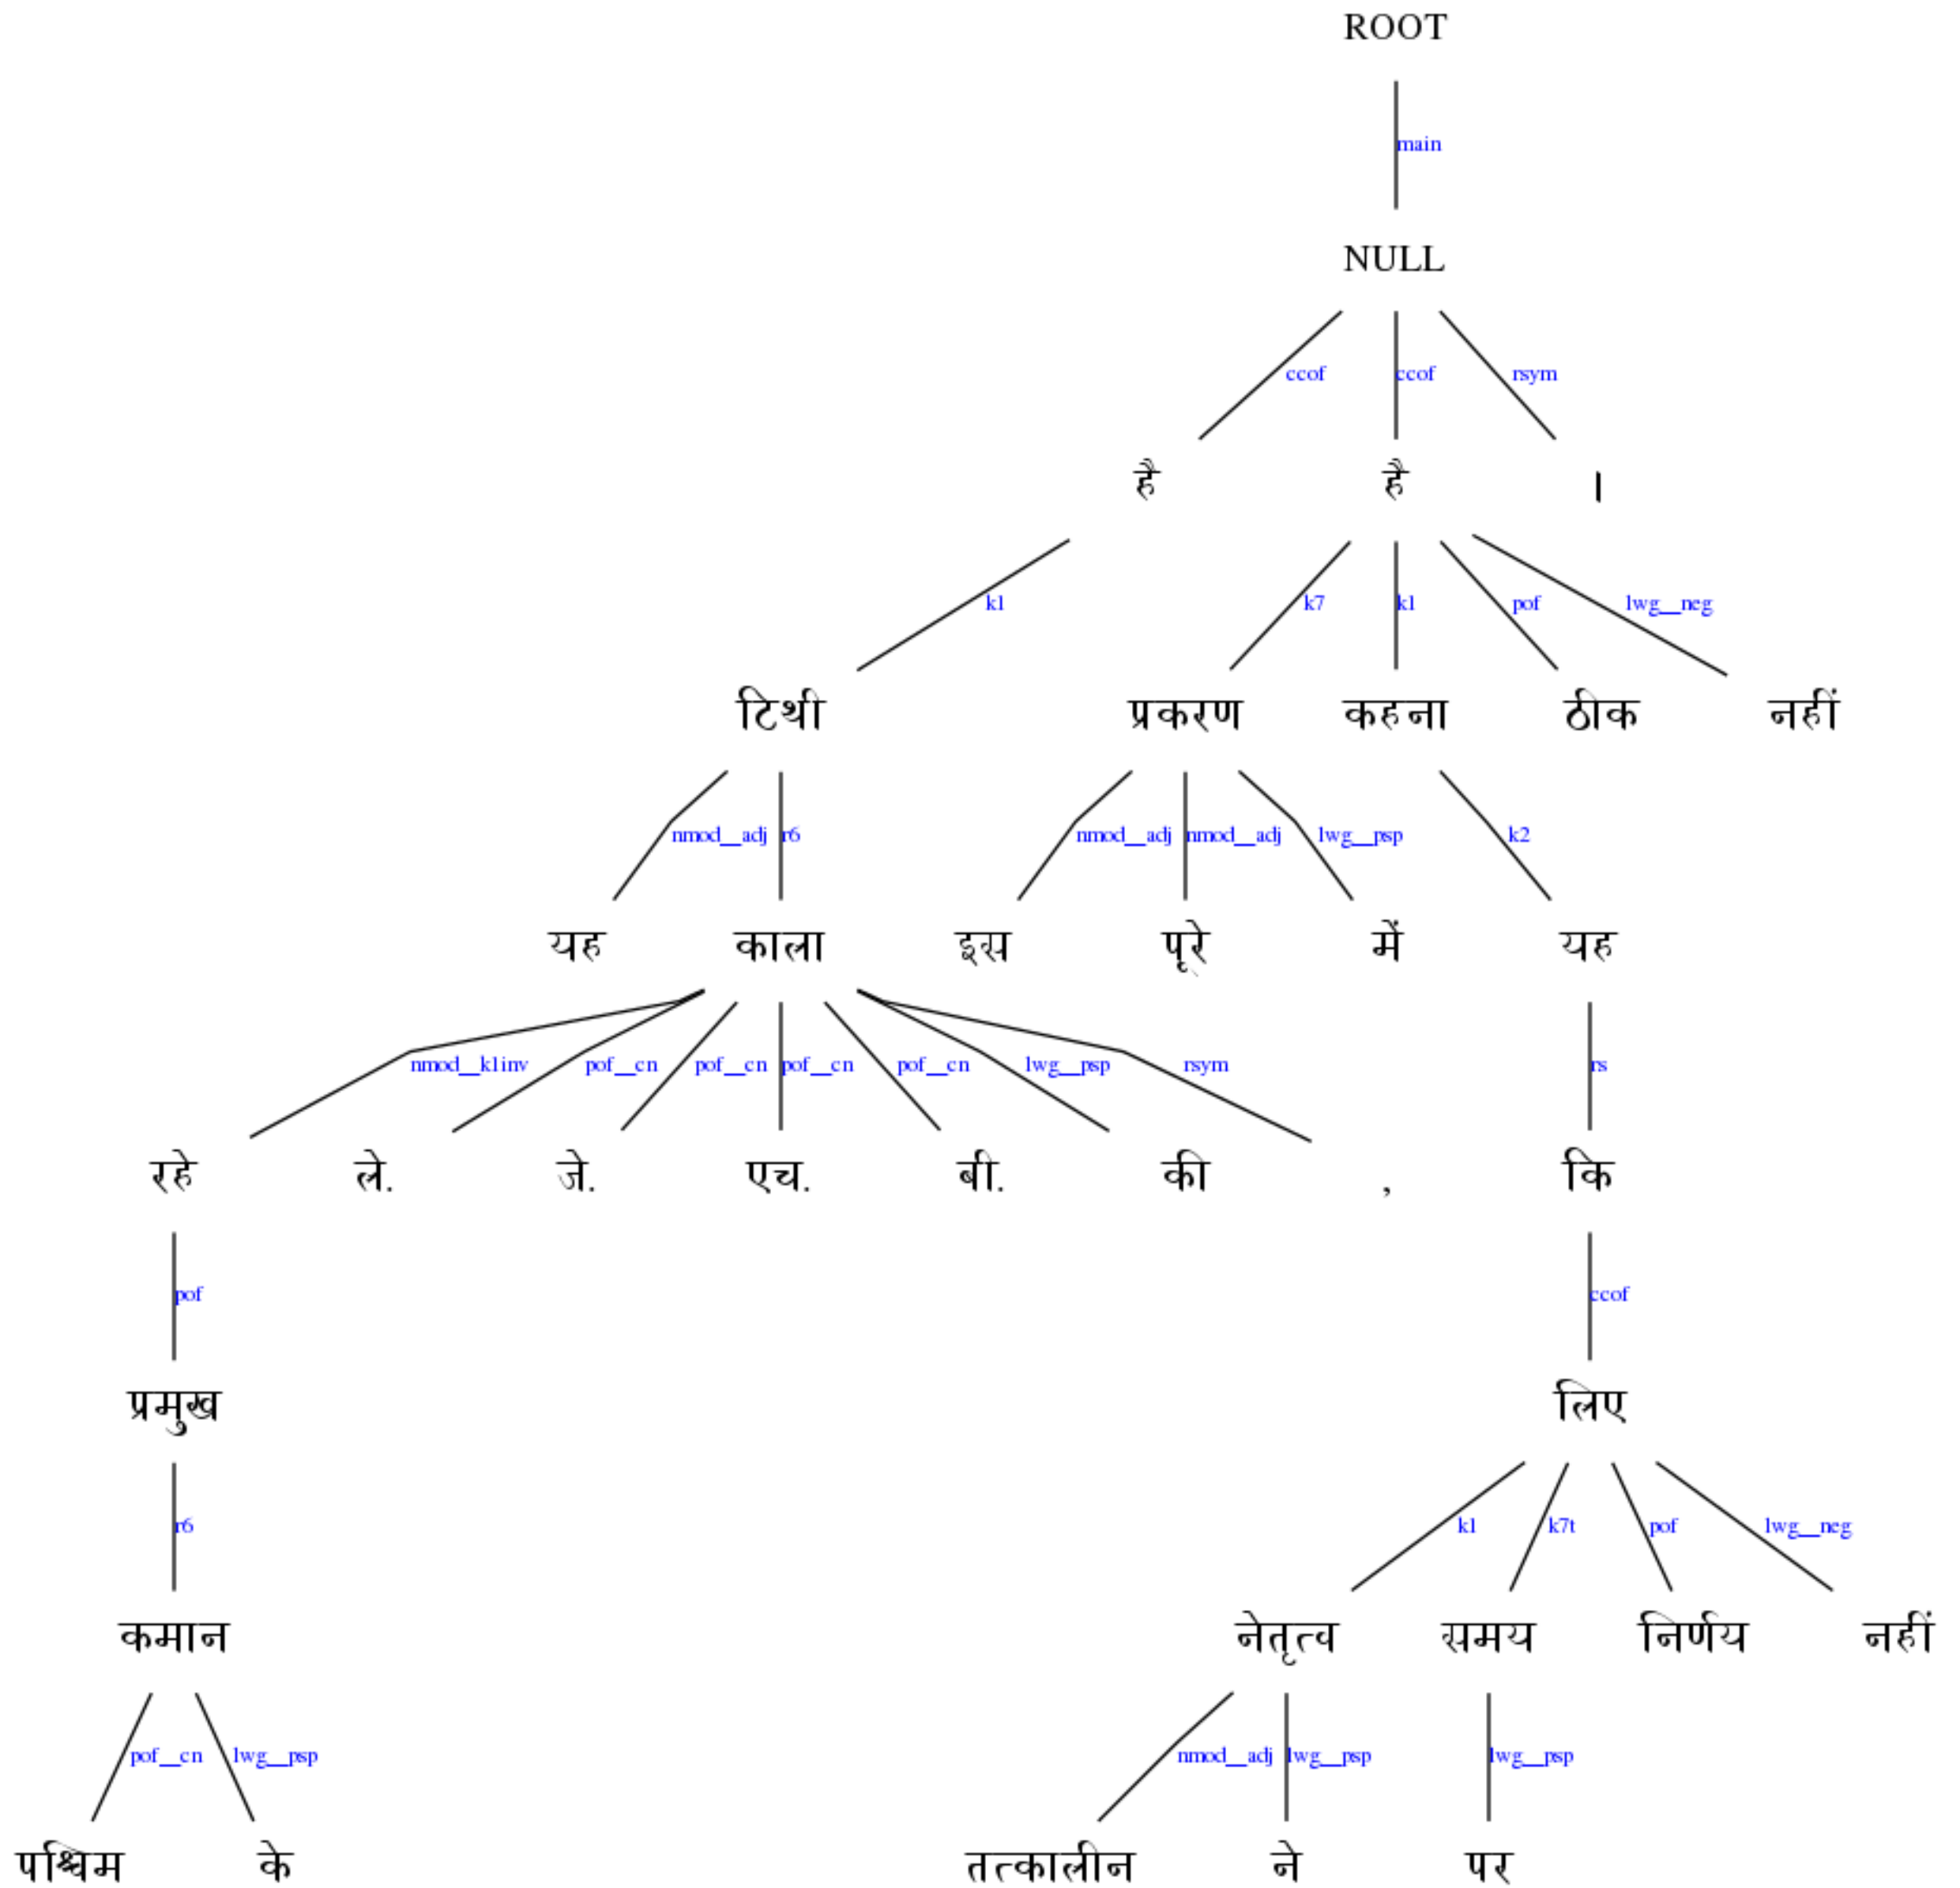 ROOT
main
NULL
ccof ccof rsym
है है ।
k1 k7 k1 pof lwg__neg
टिथी प्रकरण कहना ठीक नहीं
nmod__adj r6 nmod__adj nmod__adj lwg__psp k2
यह काला इस पूरे में यह
nmod__k1inv pof__cn pof__cn pof__cn pof__cn lwg__psp rsym rs
रहे ले. जे. एच. बी. की , कि
pof ccof
प्रमुख लिए
r6 k1 k7t pof lwg__neg
कमान नेतृत्व समय निर्णय नहीं
pof__cn lwg__psp nmod__adj lwg__psp lwg__psp
पश्चिम के तत्कालीन ने पर